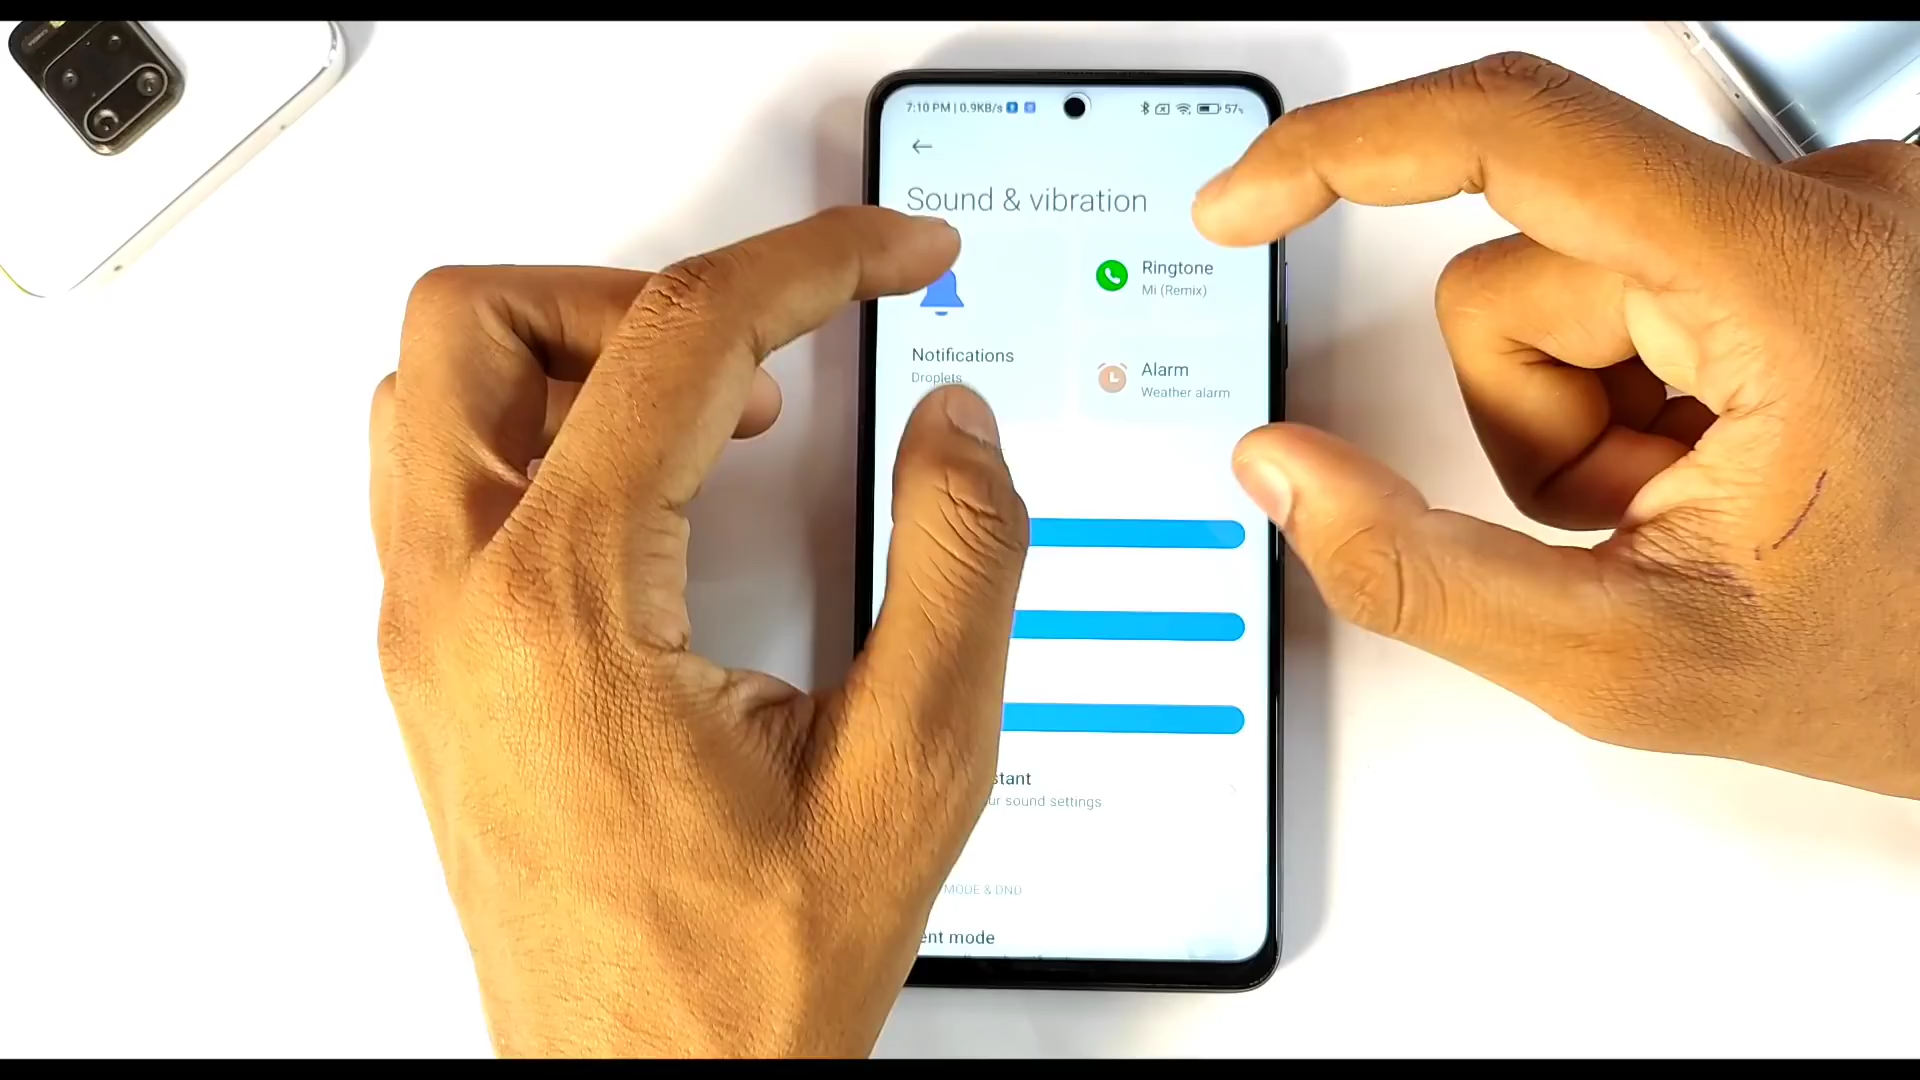 7:10 PM | 0.9KB/s
57%
Sound & vibration
Ringtone
Mi (Remix)
Notifications
Droplets
Alarm
Weather alarm
stant
ur sound settings
MODE & DND
ent mode